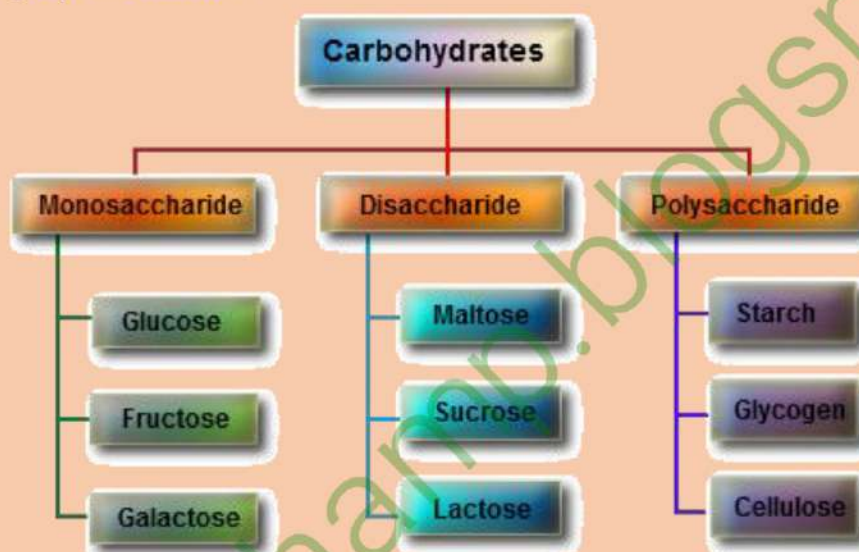 Carbohydrates
Monosaccharide
Disaccharide
Polysaccharide
Glucose
Maltose
Starch
Fructose
Sucrose
Glycogen
Galactose
Lactose
Cellulose